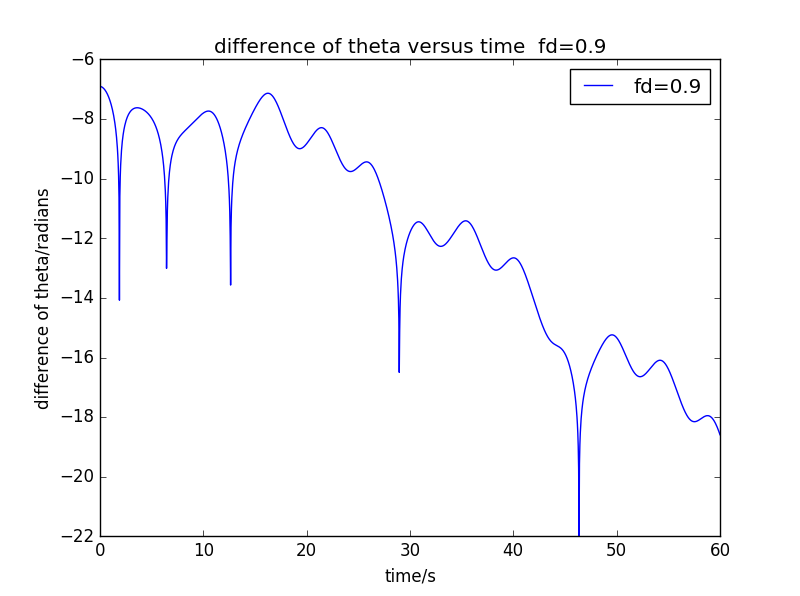 difference of theta versus time  fd=0.9
fd=0.9
difference of theta/radians
−6
−8
−10
−12
−14
−16
−18
−20
−22
0 10 20 30 40 50 60
time/s